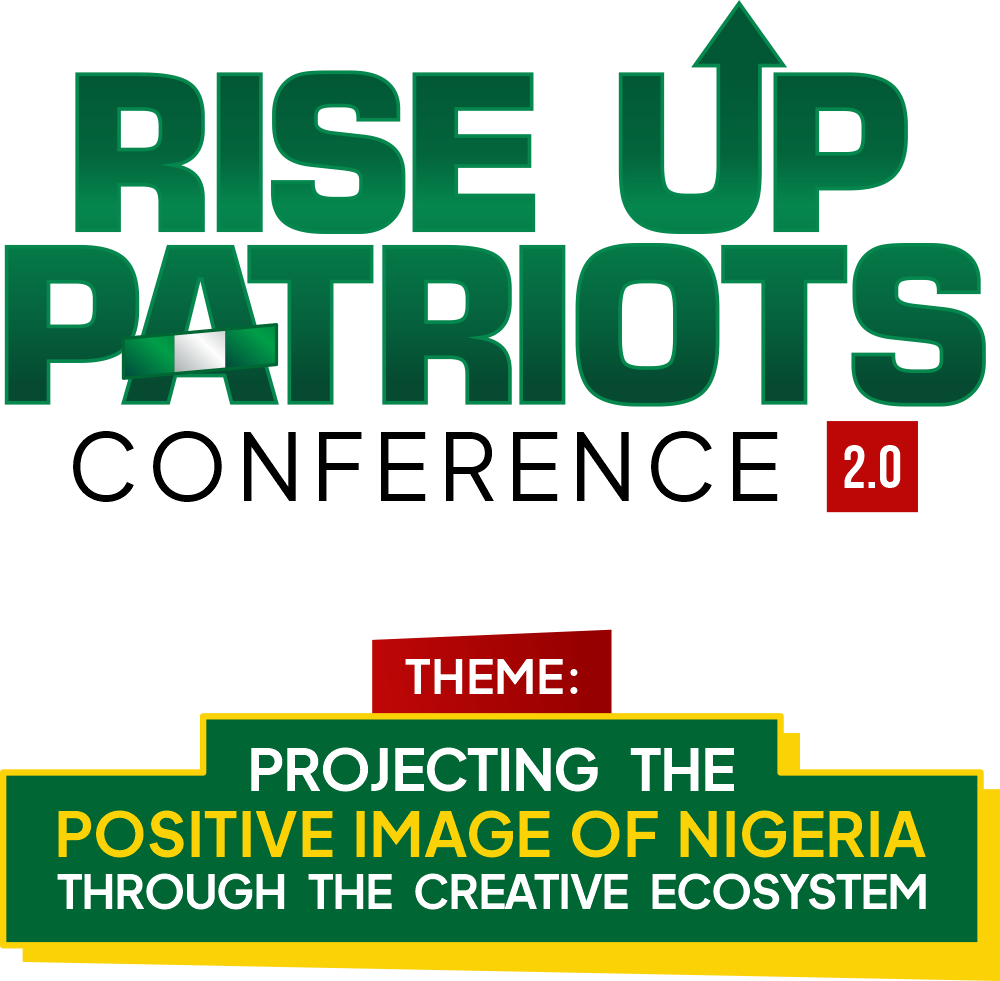 RISE UP
PATRIOTS
CONFERENCE 2.0
THEME:
PROJECTING THE
POSITIVE IMAGE OF NIGERIA
THROUGH THE CREATIVE ECOSYSTEM